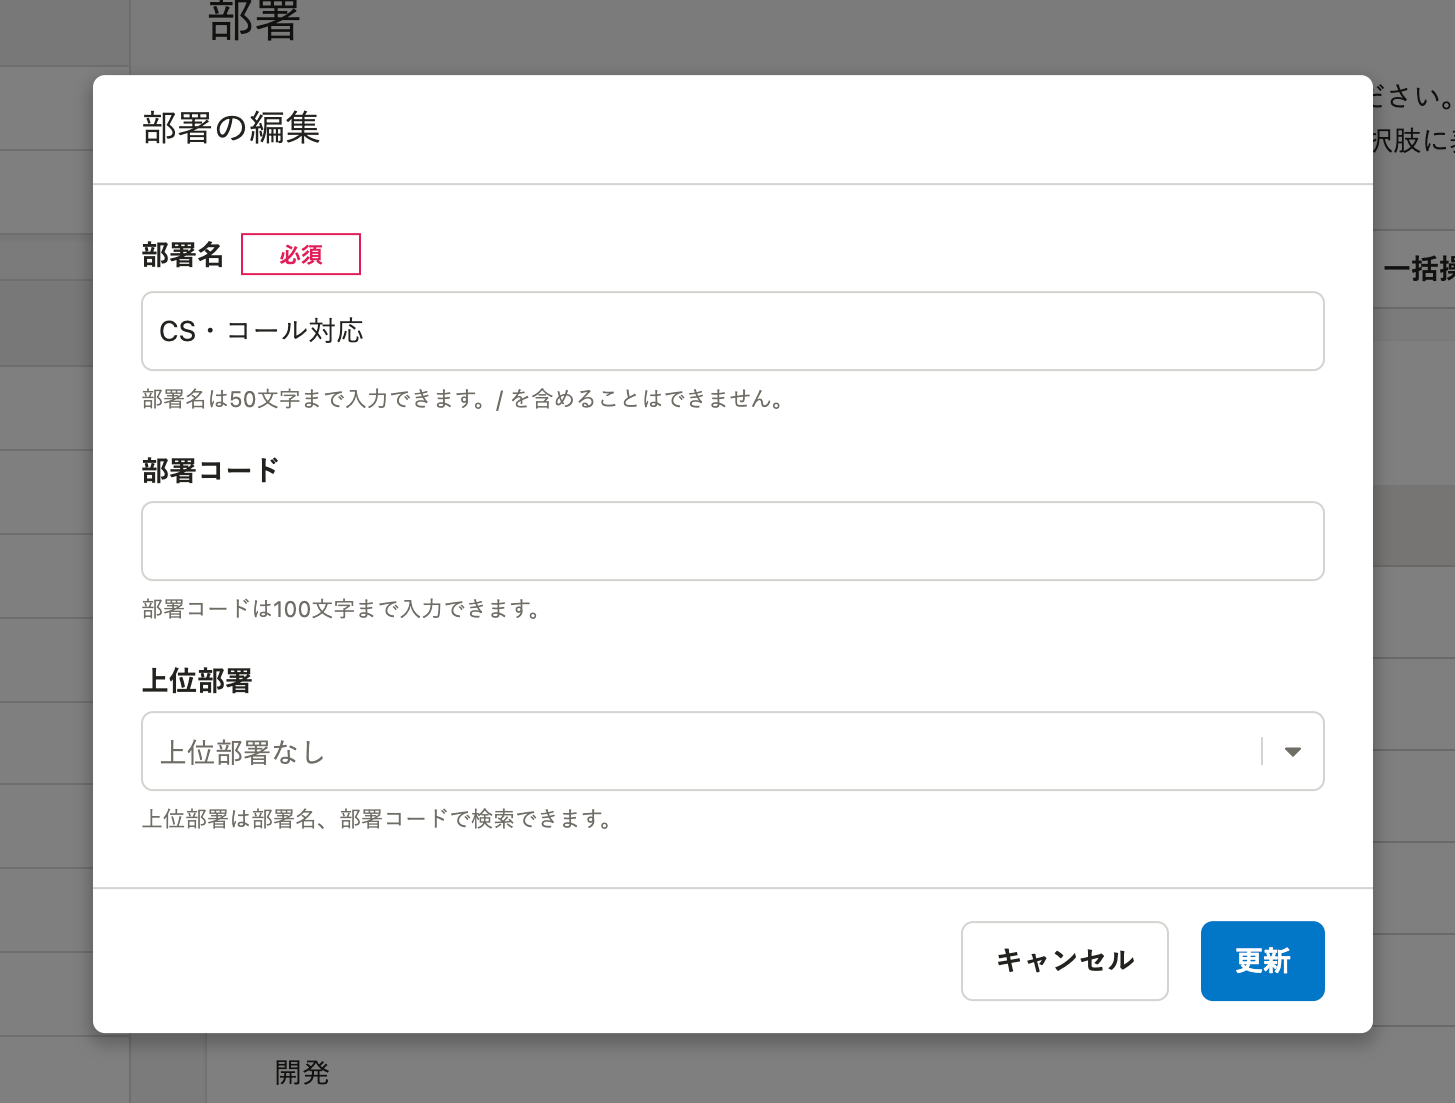 部署
ださい。
択肢に
一括操
部署の編集
部署名 必須
CS・コール対応
部署名は50文字まで入力できます。/ を含めることはできません。
部署コード
部署コードは100文字まで入力できます。
上位部署
上位部署なし
上位部署は部署名、部署コードで検索できます。
キャンセル 更新
開発